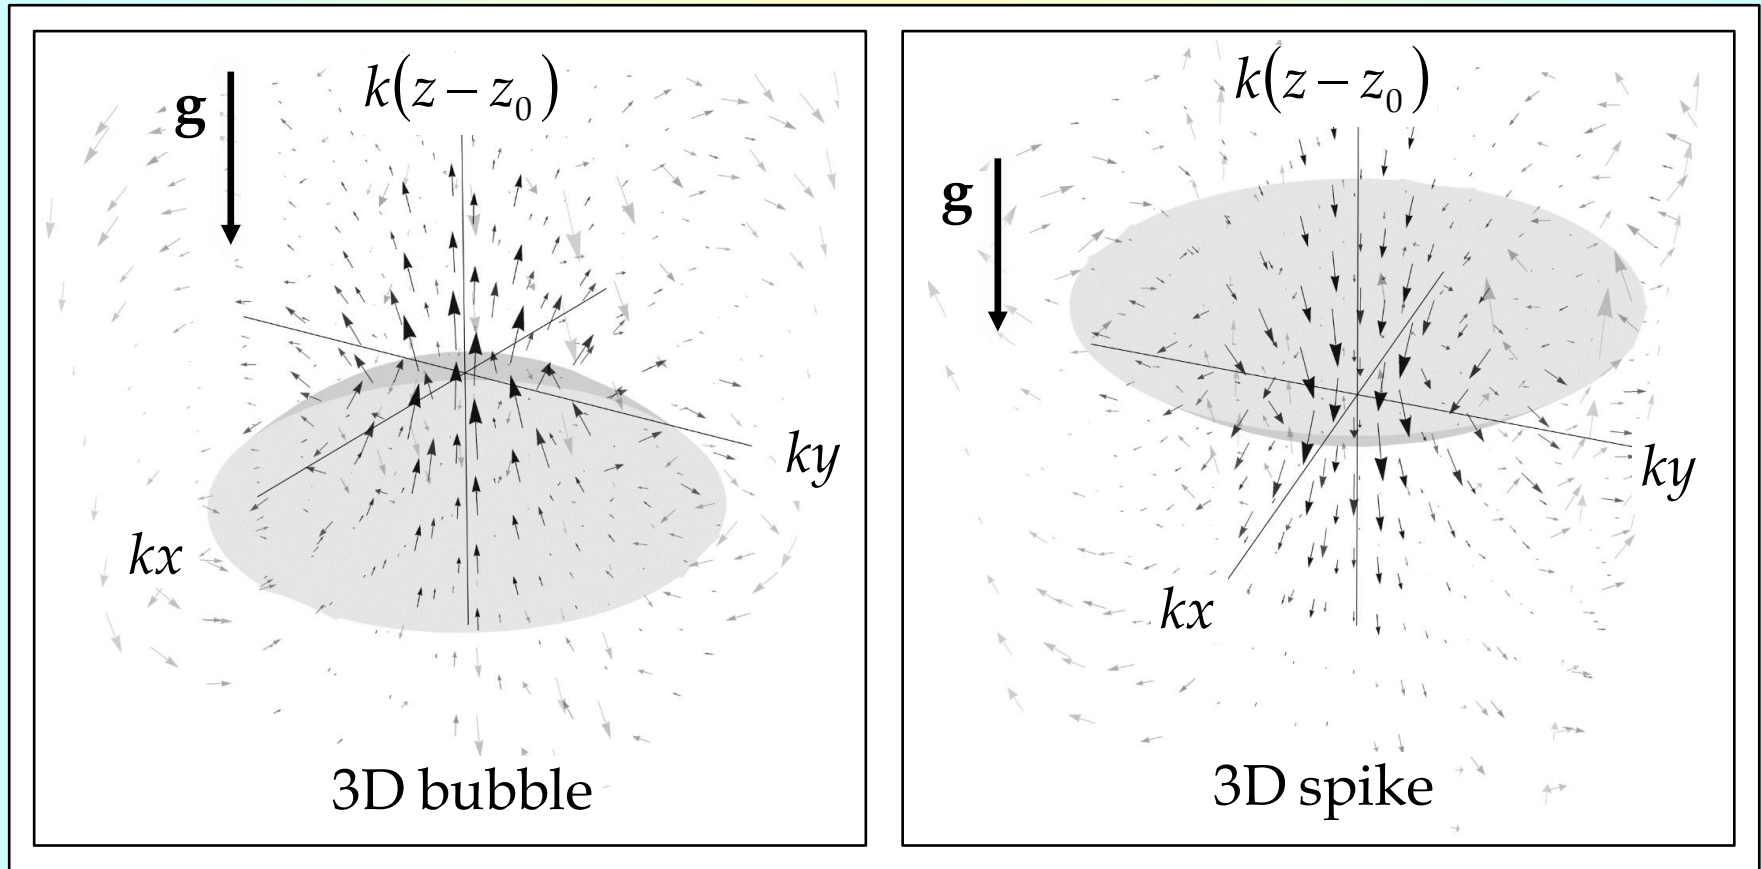 k(z − z₀)
g
ky
kx
3D bubble
k(z − z₀)
g
ky
kx
3D spike